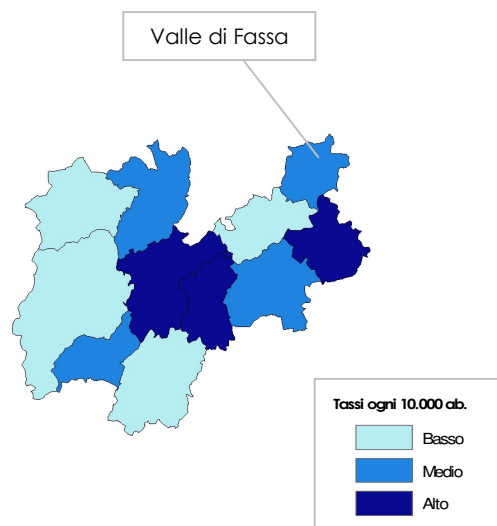 Valle di Fassa
Tassi ogni 10.000 ab.
Basso
Medio
Alto